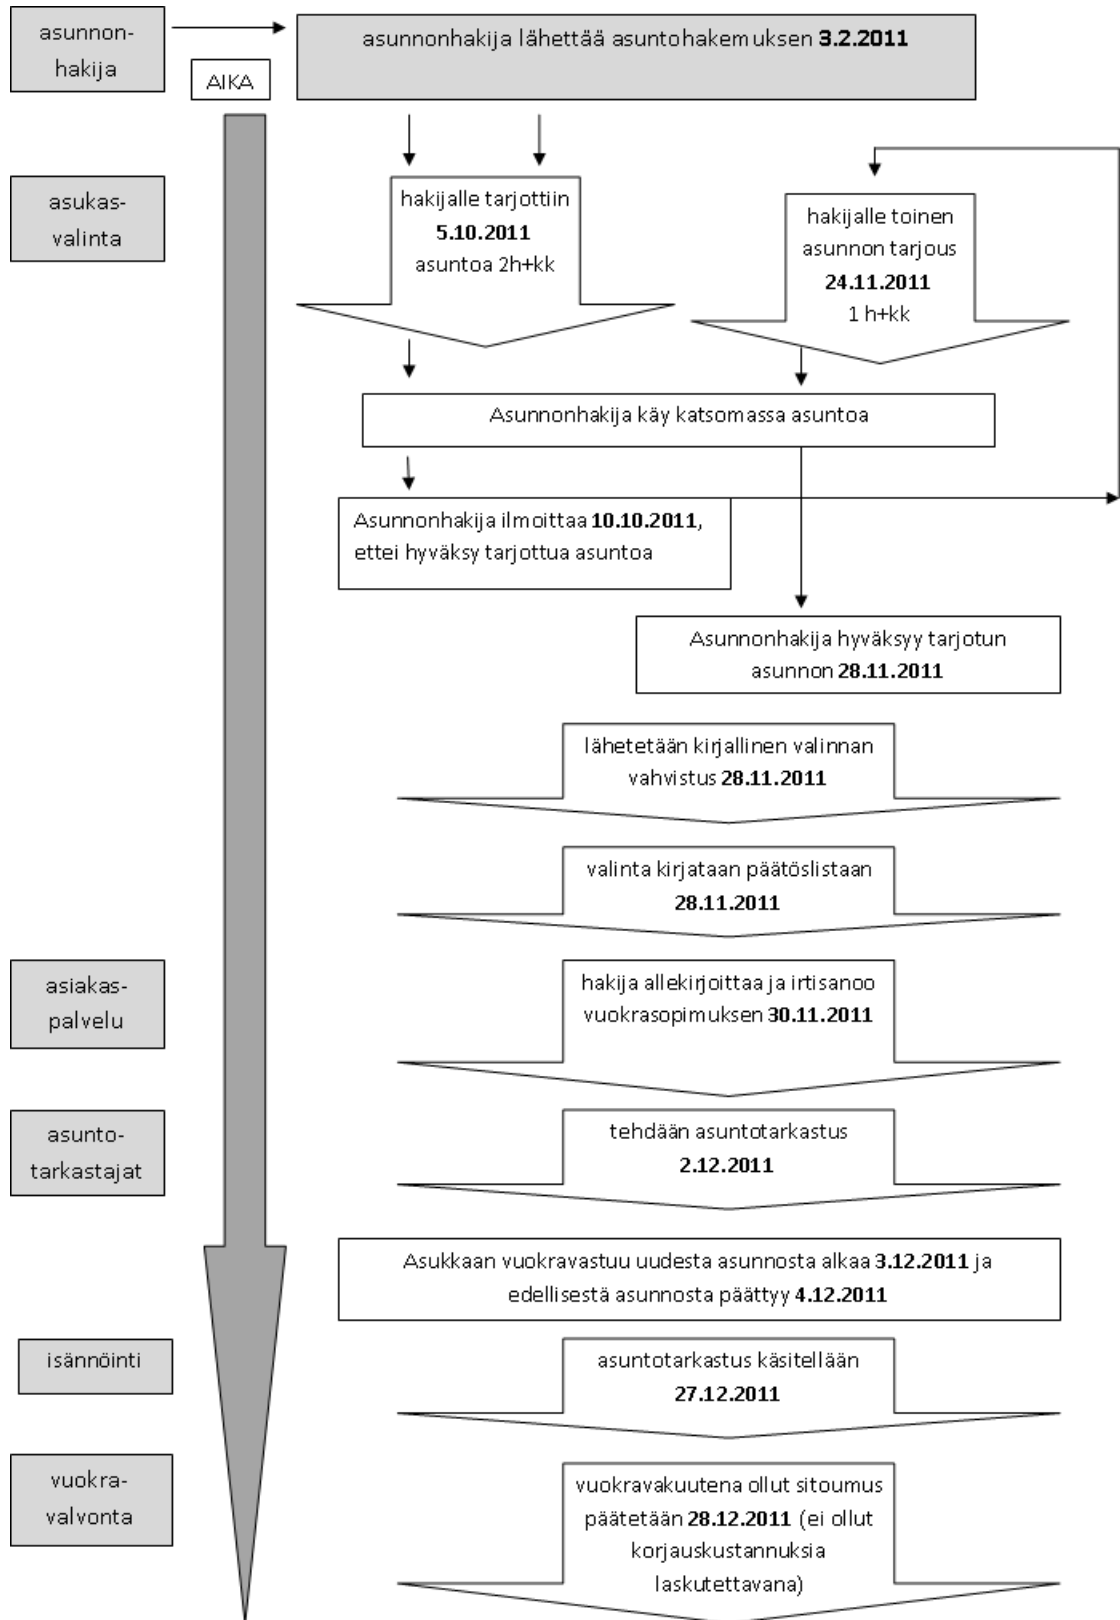 asunnon-
hakija
asunnonhakija lähettää asuntohakemuksen 3.2.2011
AIKA
asukas-
valinta
hakijalle tarjottiin
5.10.2011
asuntoa 2h+kk
hakijalle toinen
asunnon tarjous
24.11.2011
1 h+kk
Asunnonhakija käy katsomassa asuntoa
Asunnonhakija ilmoittaa 10.10.2011,
ettei hyväksy tarjottua asuntoa
Asunnonhakija hyväksyy tarjotun
asunnon 28.11.2011
lähetetään kirjallinen valinnan
vahvistus 28.11.2011
valinta kirjataan päätöslistaan
28.11.2011
asiakas-
palvelu
hakija allekirjoittaa ja irtisanoo
vuokrasopimuksen 30.11.2011
asunto-
tarkastajat
tehdään asuntotarkastus
2.12.2011
Asukkaan vuokravastuu uudesta asunnosta alkaa 3.12.2011 ja
edellisestä asunnosta päättyy 4.12.2011
isännöinti
asuntotarkastus käsitellään
27.12.2011
vuokra-
valvonta
vuokravakuutena ollut sitoumus
päätetään 28.12.2011 (ei ollut
korjauskustannuksia
laskutettavana)